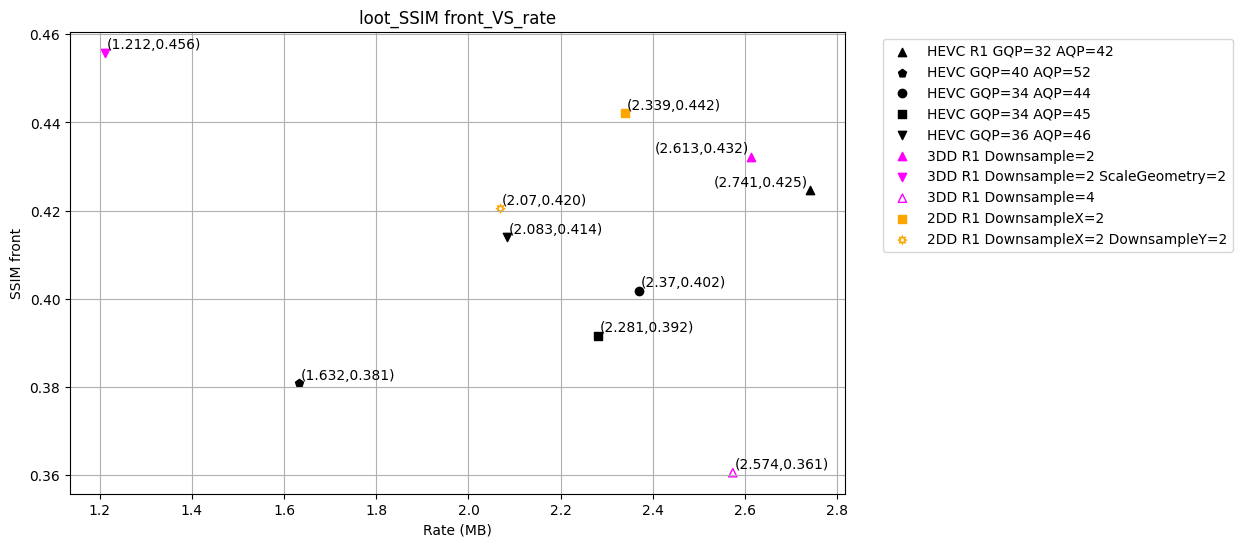 loot_SSIM front_VS_rate
0.46
0.44
0.42
0.40
0.38
0.36
SSIM front
(1.212,0.456)
(2.339,0.442)
(2.613,0.432)
(2.741,0.425)
(2.07,0.420)
(2.083,0.414)
(2.37,0.402)
(2.281,0.392)
(1.632,0.381)
(2.574,0.361)
1.2 1.4 1.6 1.8 2.0 2.2 2.4 2.6 2.8
Rate (MB)
HEVC R1 GQP=32 AQP=42
HEVC GQP=40 AQP=52
HEVC GQP=34 AQP=44
HEVC GQP=34 AQP=45
HEVC GQP=36 AQP=46
3DD R1 Downsample=2
3DD R1 Downsample=2 ScaleGeometry=2
3DD R1 Downsample=4
2DD R1 DownsampleX=2
2DD R1 DownsampleX=2 DownsampleY=2